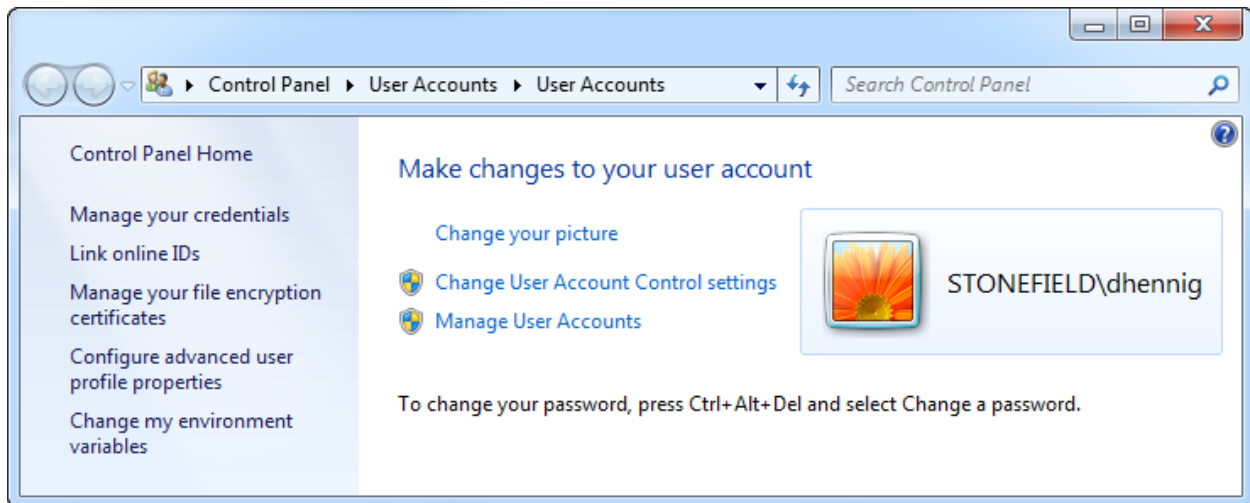 Control Panel User Accounts User Accounts
Search Control Panel
Control Panel Home
Manage your credentials
Link online IDs
Manage your file encryption
certificates
Configure advanced user
profile properties
Change my environment
variables
Make changes to your user account
Change your picture
Change User Account Control settings
Manage User Accounts
STONEFIELD\dhennig
To change your password, press Ctrl+Alt+Del and select Change a password.